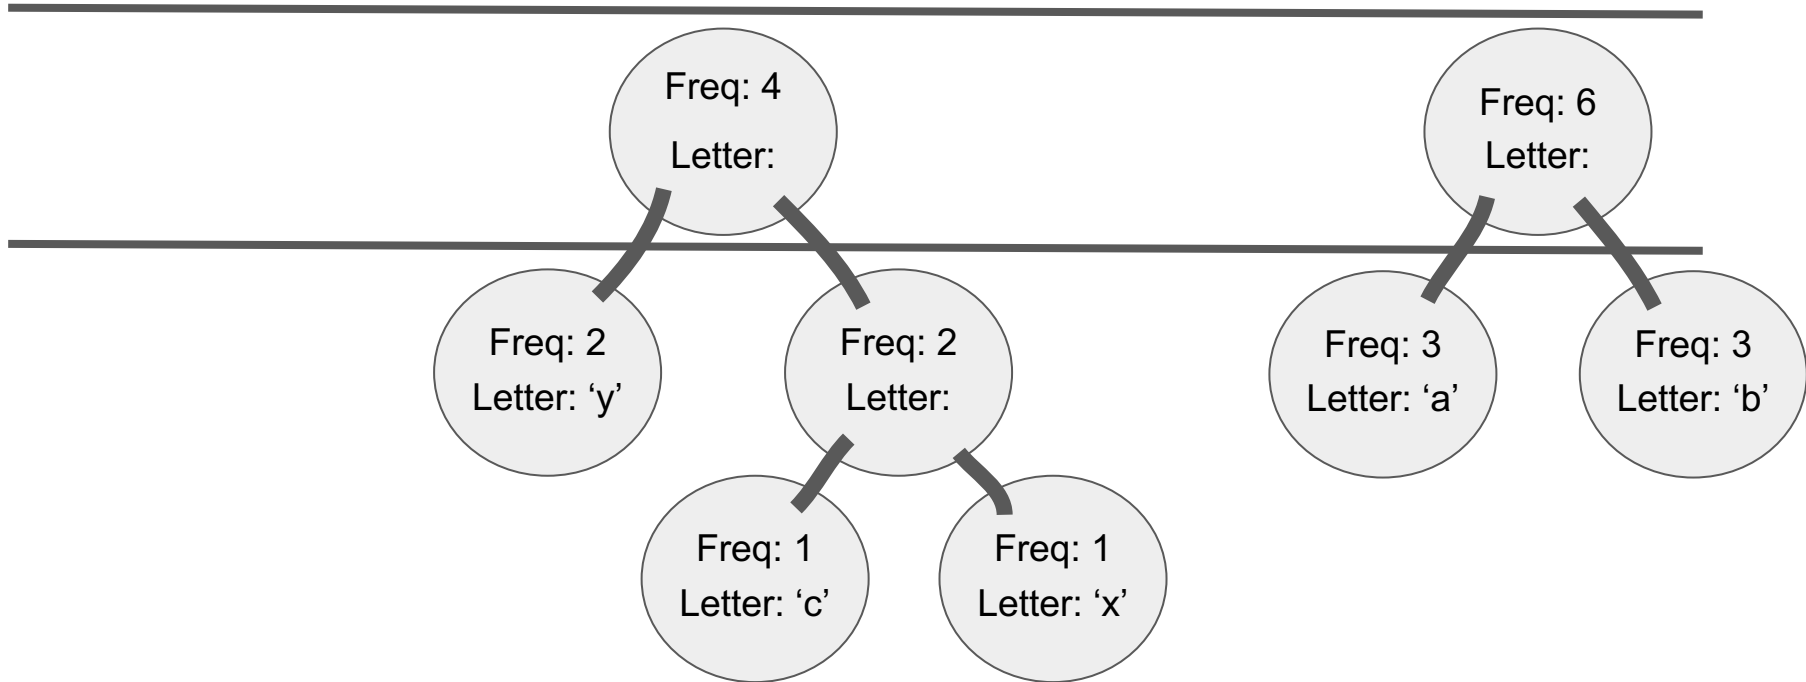 Freq: 4
Letter:
Freq: 6
Letter:
Freq: 2
Letter: ‘y’
Freq: 2
Letter:
Freq: 3
Letter: ‘a’
Freq: 3
Letter: ‘b’
Freq: 1
Letter: ‘c’
Freq: 1
Letter: ‘x’